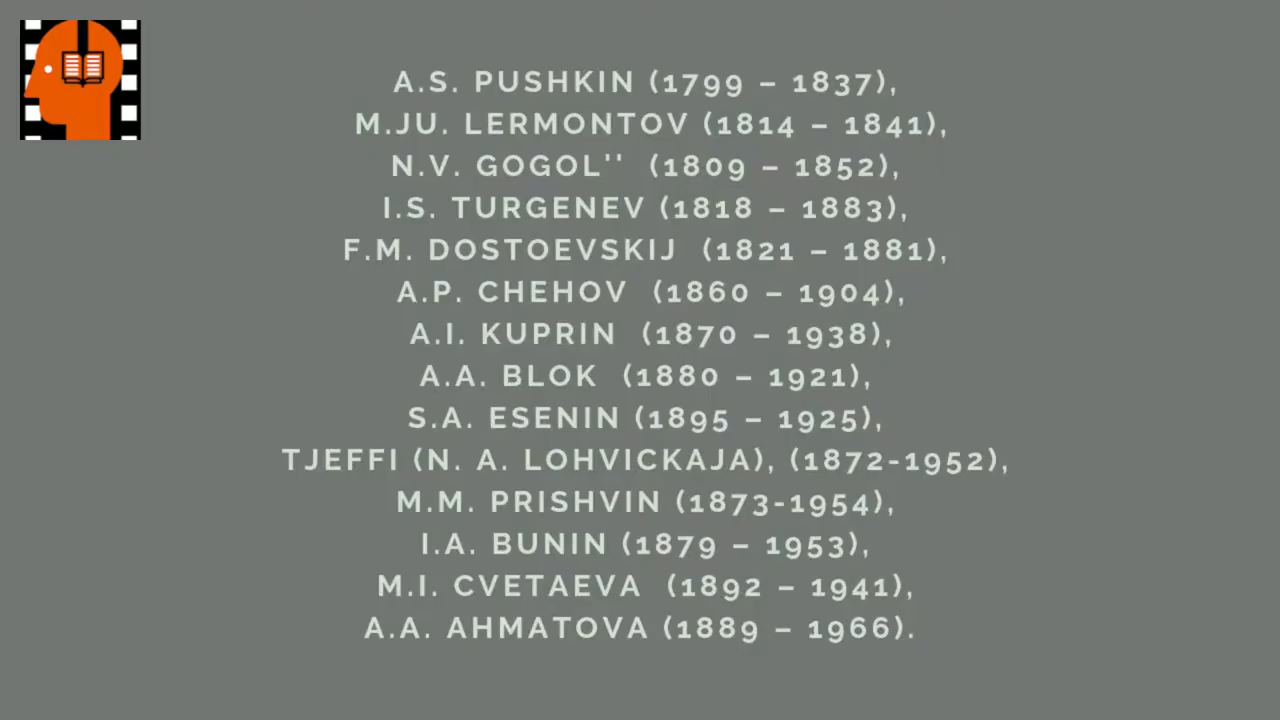 A.S. PUSHKIN (1799 – 1837),
M.JU. LERMONTOV (1814 – 1841),
N.V. GOGOL'' (1809 – 1852),
I.S. TURGENEV (1818 – 1883),
F.M. DOSTOEVSKIJ (1821 – 1881),
A.P. CHEHOV (1860 – 1904),
A.I. KUPRIN (1870 – 1938),
A.A. BLOK (1880 – 1921),
S.A. ESENIN (1895 – 1925),
TJEFFI (N. A. LOHVICKAJA), (1872-1952),
M.M. PRISHVIN (1873-1954),
I.A. BUNIN (1879 – 1953),
M.I. CVETAEVA (1892 – 1941),
A.A. AHMATOVA (1889 – 1966).